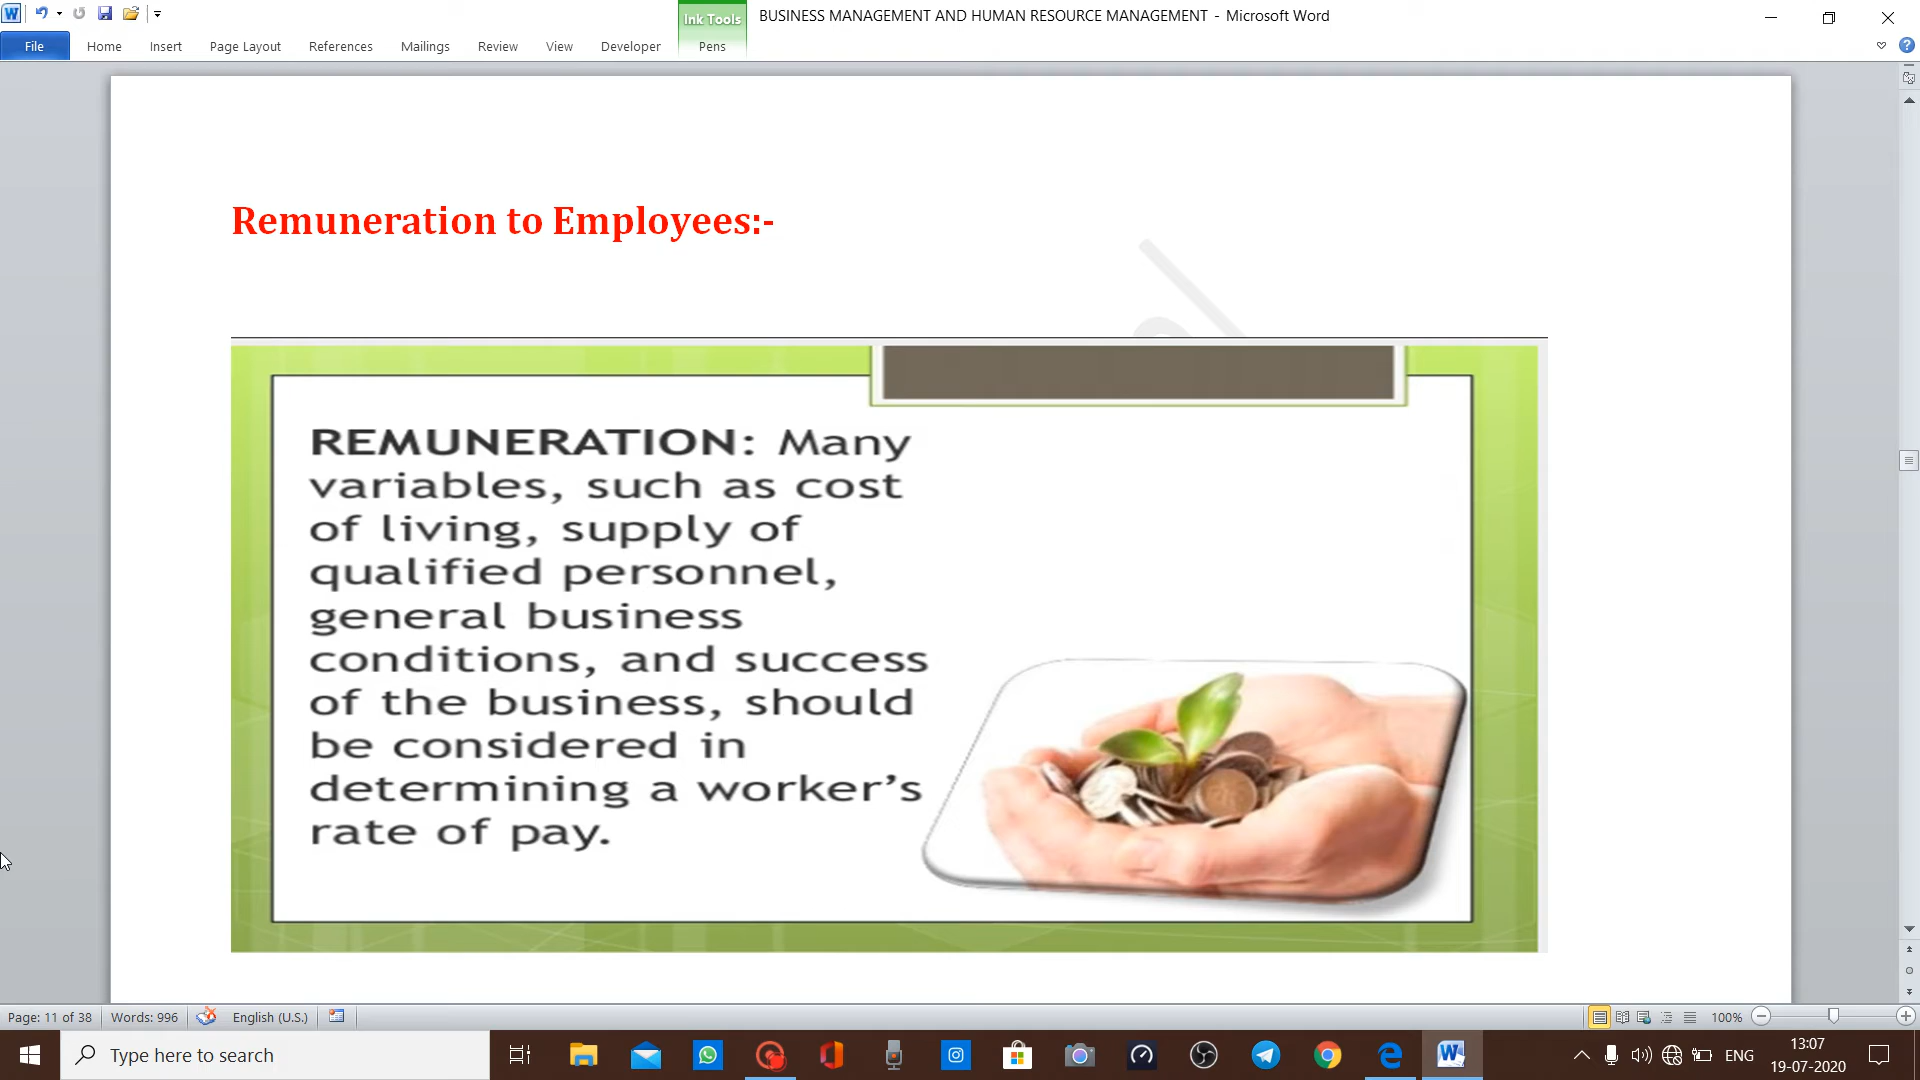 Ink Tools
BUSINESS MANAGEMENT AND HUMAN RESOURCE MANAGEMENT - Microsoft Word
File Home Insert Page Layout References Mailings Review View Developer Pens
Remuneration to Employees:-
REMUNERATION: Many
variables, such as cost
of living, supply of
qualified personnel,
general business
conditions, and success
of the business, should
be considered in
determining a worker’s
rate of pay.
Page: 11 of 38 Words: 996 English (U.S.) 100%
Type here to search
ENG
13:07
19-07-2020